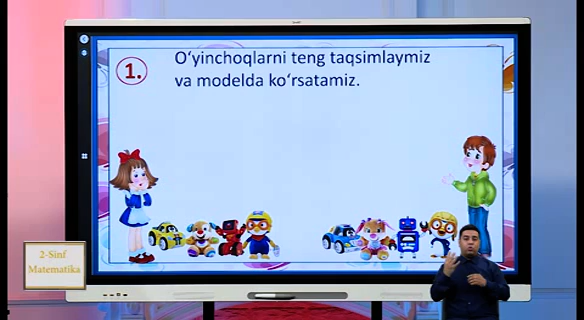 1.
O‘yinchoqlarni teng taqsimlaymiz
va modelda ko‘rsatamiz.
2-Sinf
Matematika